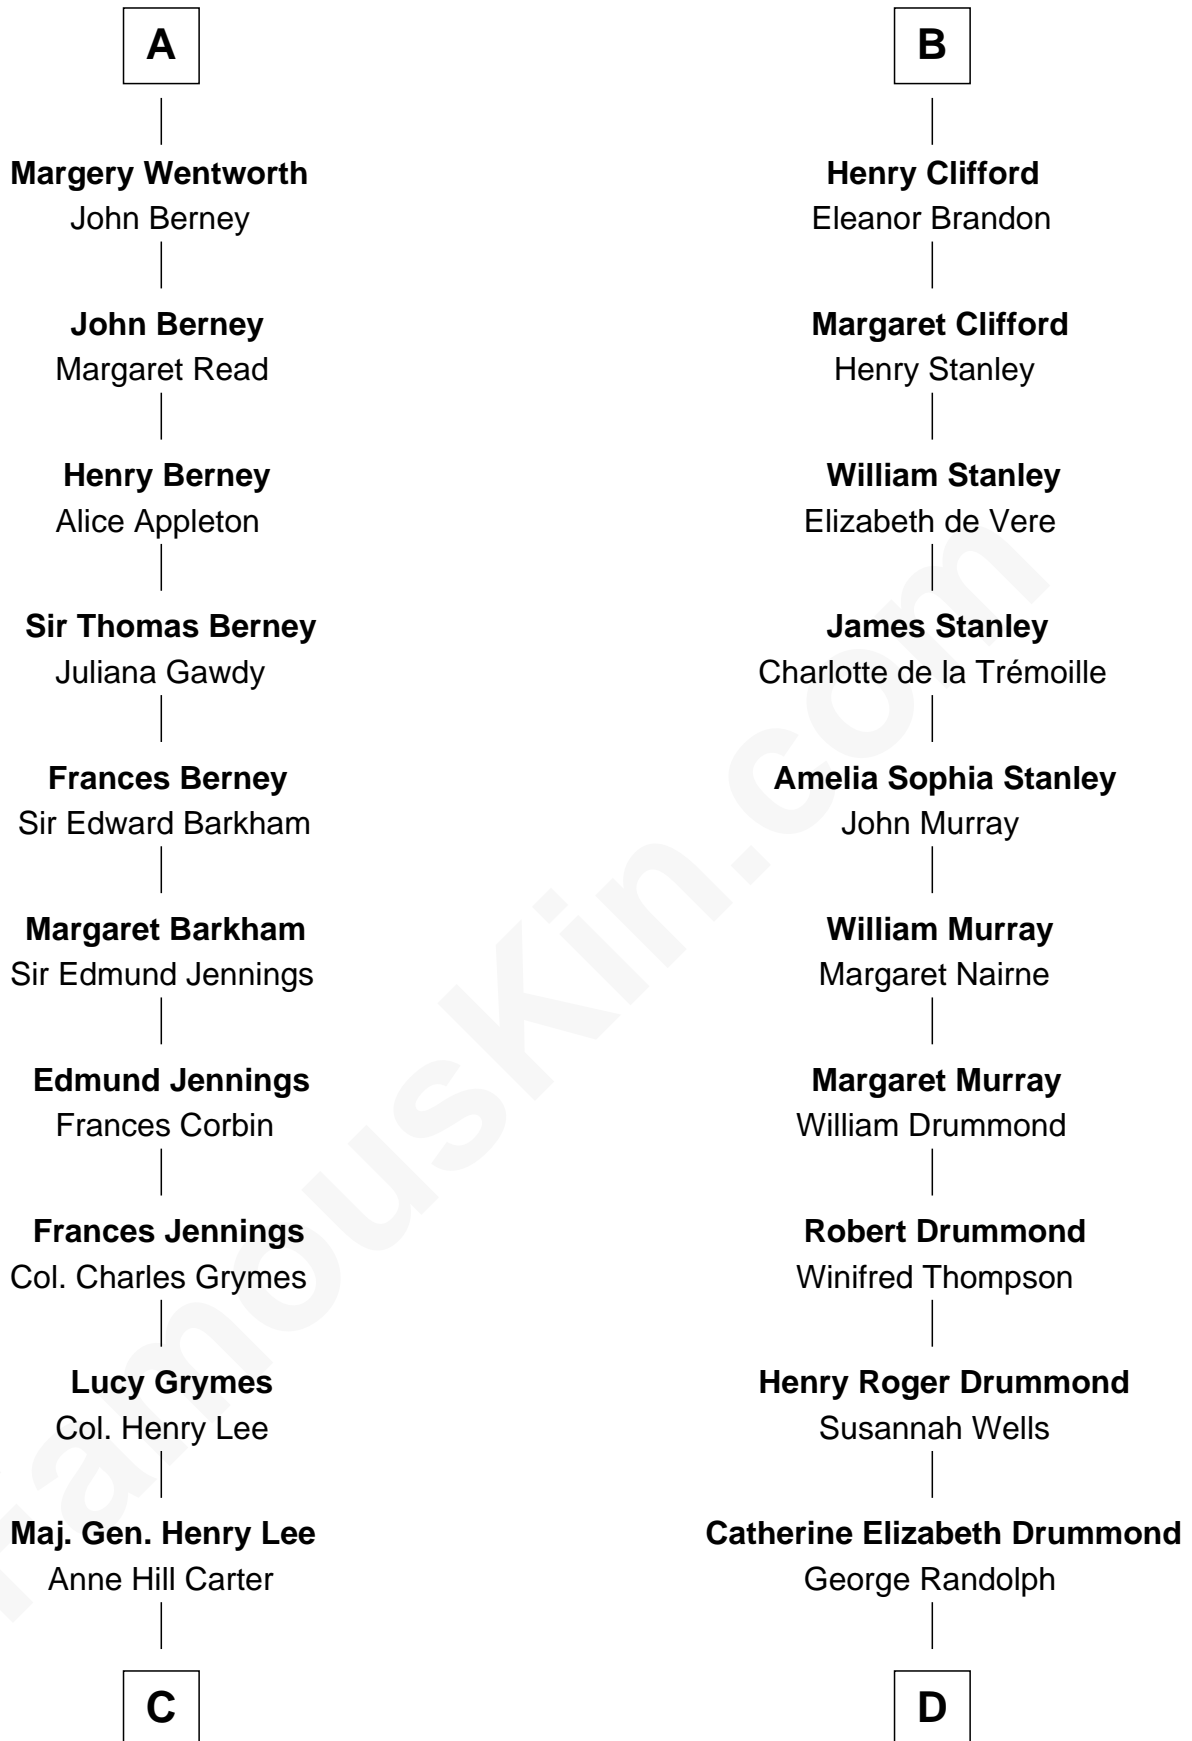 A
Margery Wentworth
John Berney
John Berney
Margaret Read
Henry Berney
Alice Appleton
Sir Thomas Berney
Juliana Gawdy
Frances Berney
Sir Edward Barkham
Margaret Barkham
Sir Edmund Jennings
Edmund Jennings
Frances Corbin
Frances Jennings
Col. Charles Grymes
Lucy Grymes
Col. Henry Lee
Maj. Gen. Henry Lee
Anne Hill Carter
C
B
Henry Clifford
Eleanor Brandon
Margaret Clifford
Henry Stanley
William Stanley
Elizabeth de Vere
James Stanley
Charlotte de la Trémoille
Amelia Sophia Stanley
John Murray
William Murray
Margaret Nairne
Margaret Murray
William Drummond
Robert Drummond
Winifred Thompson
Henry Roger Drummond
Susannah Wells
Catherine Elizabeth Drummond
George Randolph
D
FamousKin.com